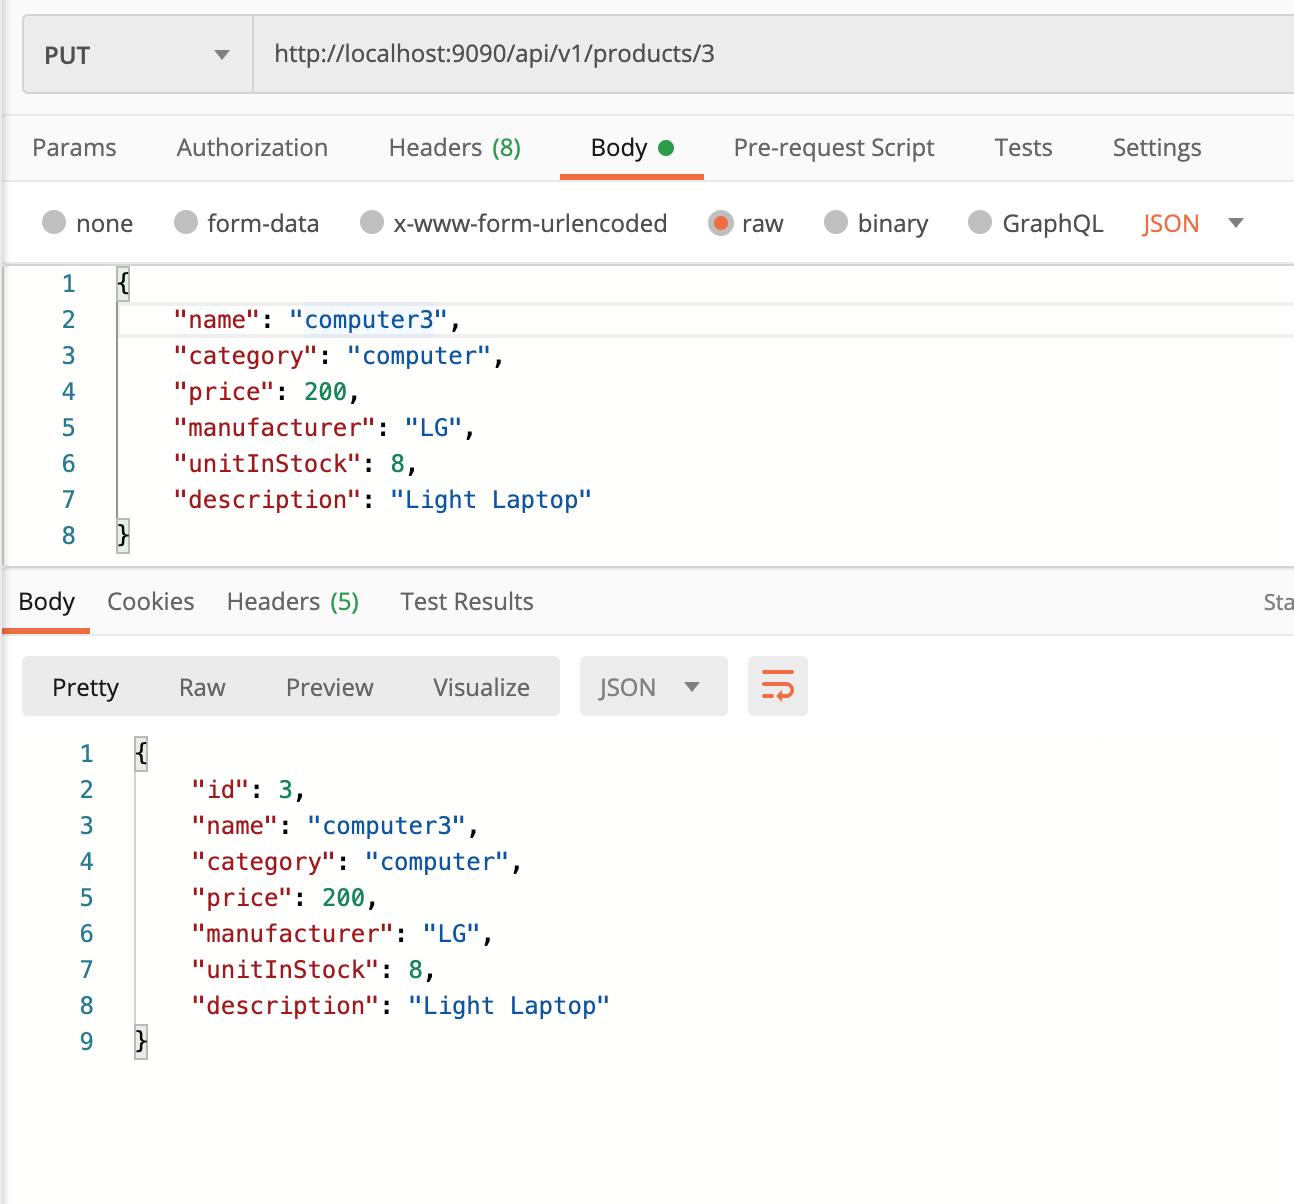 PUT http://localhost:9090/api/v1/products/3
Params Authorization Headers (8) Body Pre-request Script Tests Settings
none form-data x-www-form-urlencoded raw binary GraphQL JSON
1 {
2 "name": "computer3",
3 "category": "computer",
4 "price": 200,
5 "manufacturer": "LG",
6 "unitInStock": 8,
7 "description": "Light Laptop"
8 }
Body Cookies Headers (5) Test Results Sta
Pretty Raw Preview Visualize JSON
1 {
2 "id": 3,
3 "name": "computer3",
4 "category": "computer",
5 "price": 200,
6 "manufacturer": "LG",
7 "unitInStock": 8,
8 "description": "Light Laptop"
9 }